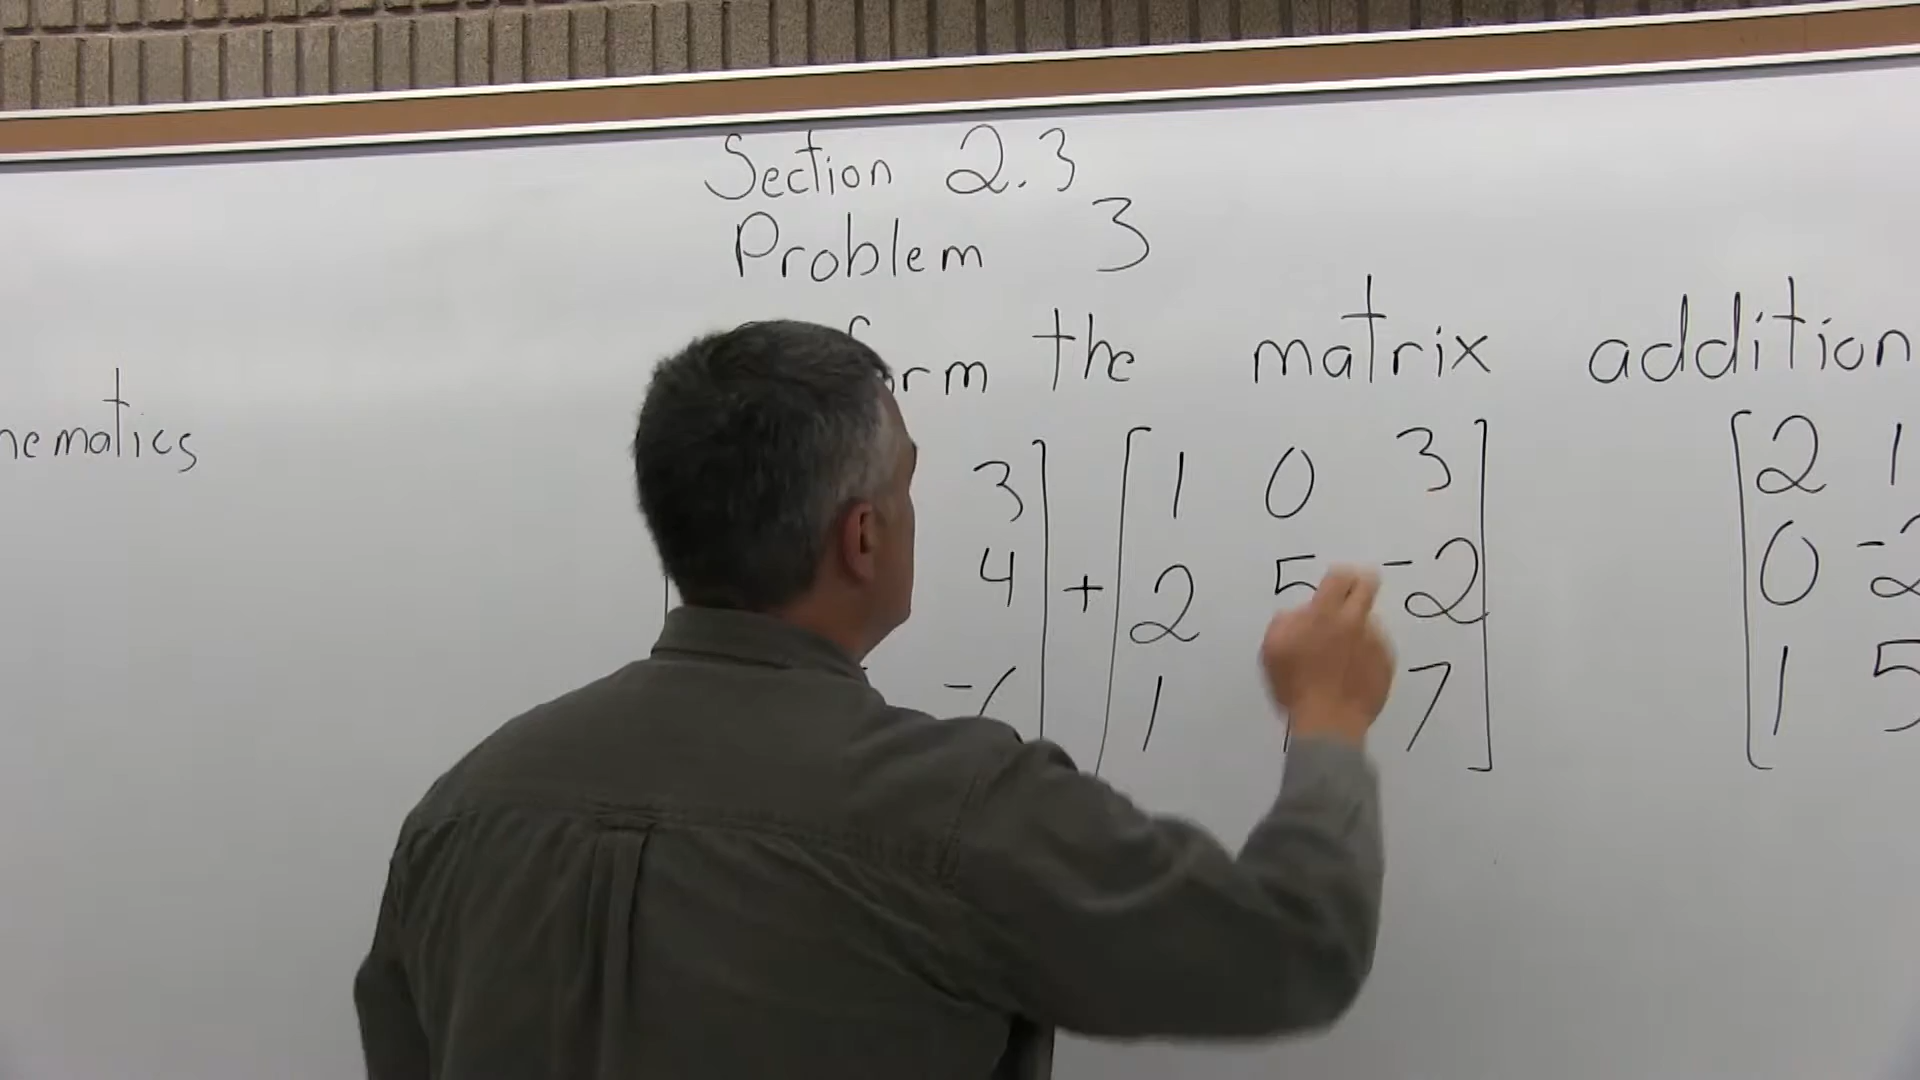 Section 2.3
Problem 3
the matrix addition
nematics
3 + 1 0 3 2 1
4 2 5 -2 0 -2
1 7 1 5